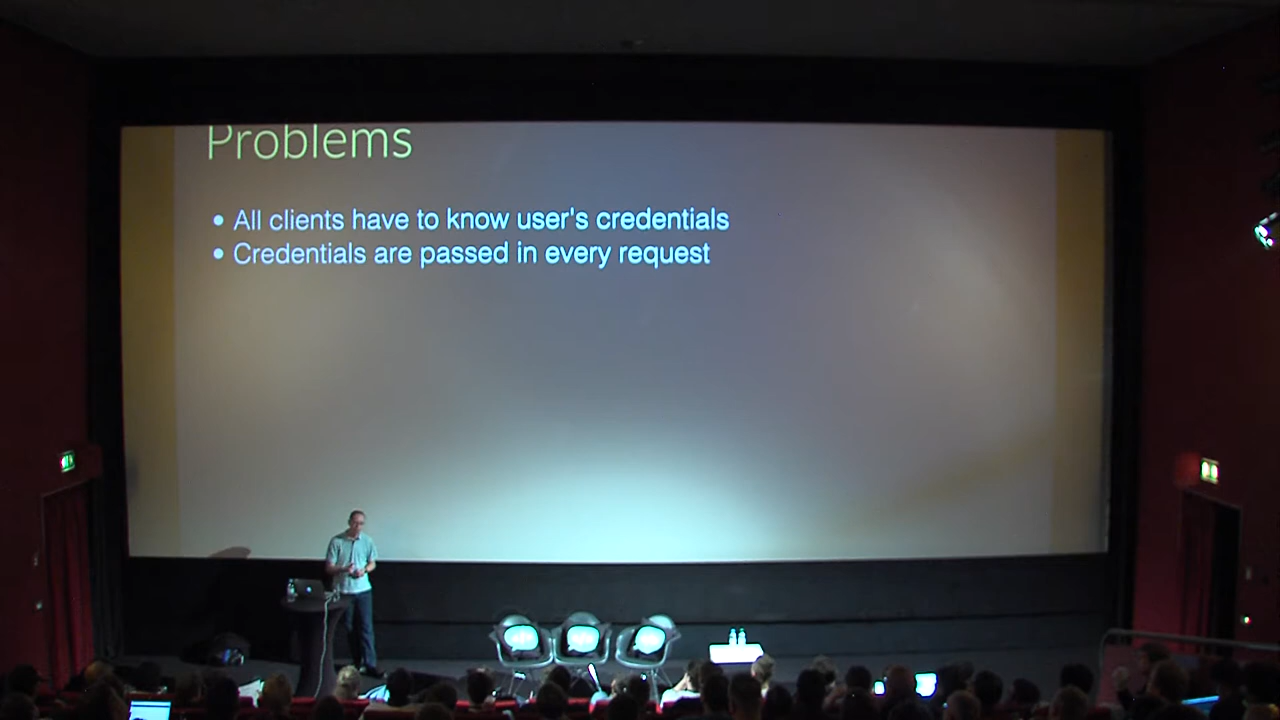 Problems
• All clients have to know user's credentials
• Credentials are passed in every request